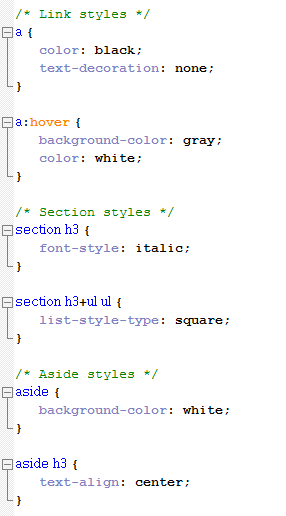 /* Link styles */
a {
color: black;
text-decoration: none;
}
a:hover {
background-color: gray;
color: white;
}
/* Section styles */
section h3 {
font-style: italic;
}
section h3+ul ul {
list-style-type: square;
}
/* Aside styles */
aside {
background-color: white;
}
aside h3 {
text-align: center;
}